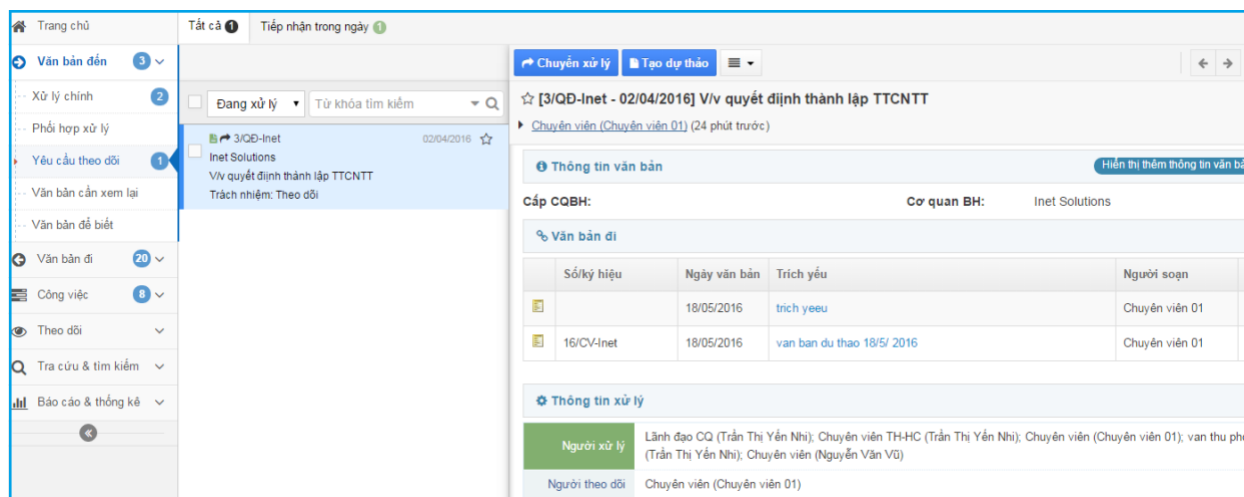 Trang chủ
Văn bản đến 3
Xử lý chính 2
Phối hợp xử lý
Yêu cầu theo dõi 1
Văn bản cần xem lại
Văn bản để biết
Văn bản đi 20
Công việc 8
Theo dõi
Tra cứu & tìm kiếm
Báo cáo & thống kê
Tất cả 1
Tiếp nhận trong ngày 1
Đang xử lý
Từ khóa tìm kiếm
3/QĐ-Inet 02/04/2016
Inet Solutions
V/v quyết điịnh thành lập TTCNTT
Trách nhiệm: Theo dõi
Chuyển xử lý
Tạo dự thảo
[3/QĐ-Inet - 02/04/2016] V/v quyết điịnh thành lập TTCNTT
Chuyên viên (Chuyên viên 01) (24 phút trước)
Thông tin văn bản
Hiển thị thêm thông tin văn bả
Cấp CQBH: Cơ quan BH: Inet Solutions
Văn bản đi
Số/ký hiệu Ngày văn bản Trích yếu Người soạn
18/05/2016 trich yeeu Chuyên viên 01
16/CV-Inet 18/05/2016 van ban du thao 18/5/ 2016 Chuyên viên 01
Thông tin xử lý
Người xử lý Lãnh đạo CQ (Trần Thị Yến Nhi); Chuyên viên TH-HC (Trần Thị Yến Nhi); Chuyên viên (Chuyên viên 01); van thu pho
(Trần Thị Yến Nhi); Chuyên viên (Nguyễn Văn Vũ)
Người theo dõi Chuyên viên (Chuyên viên 01)